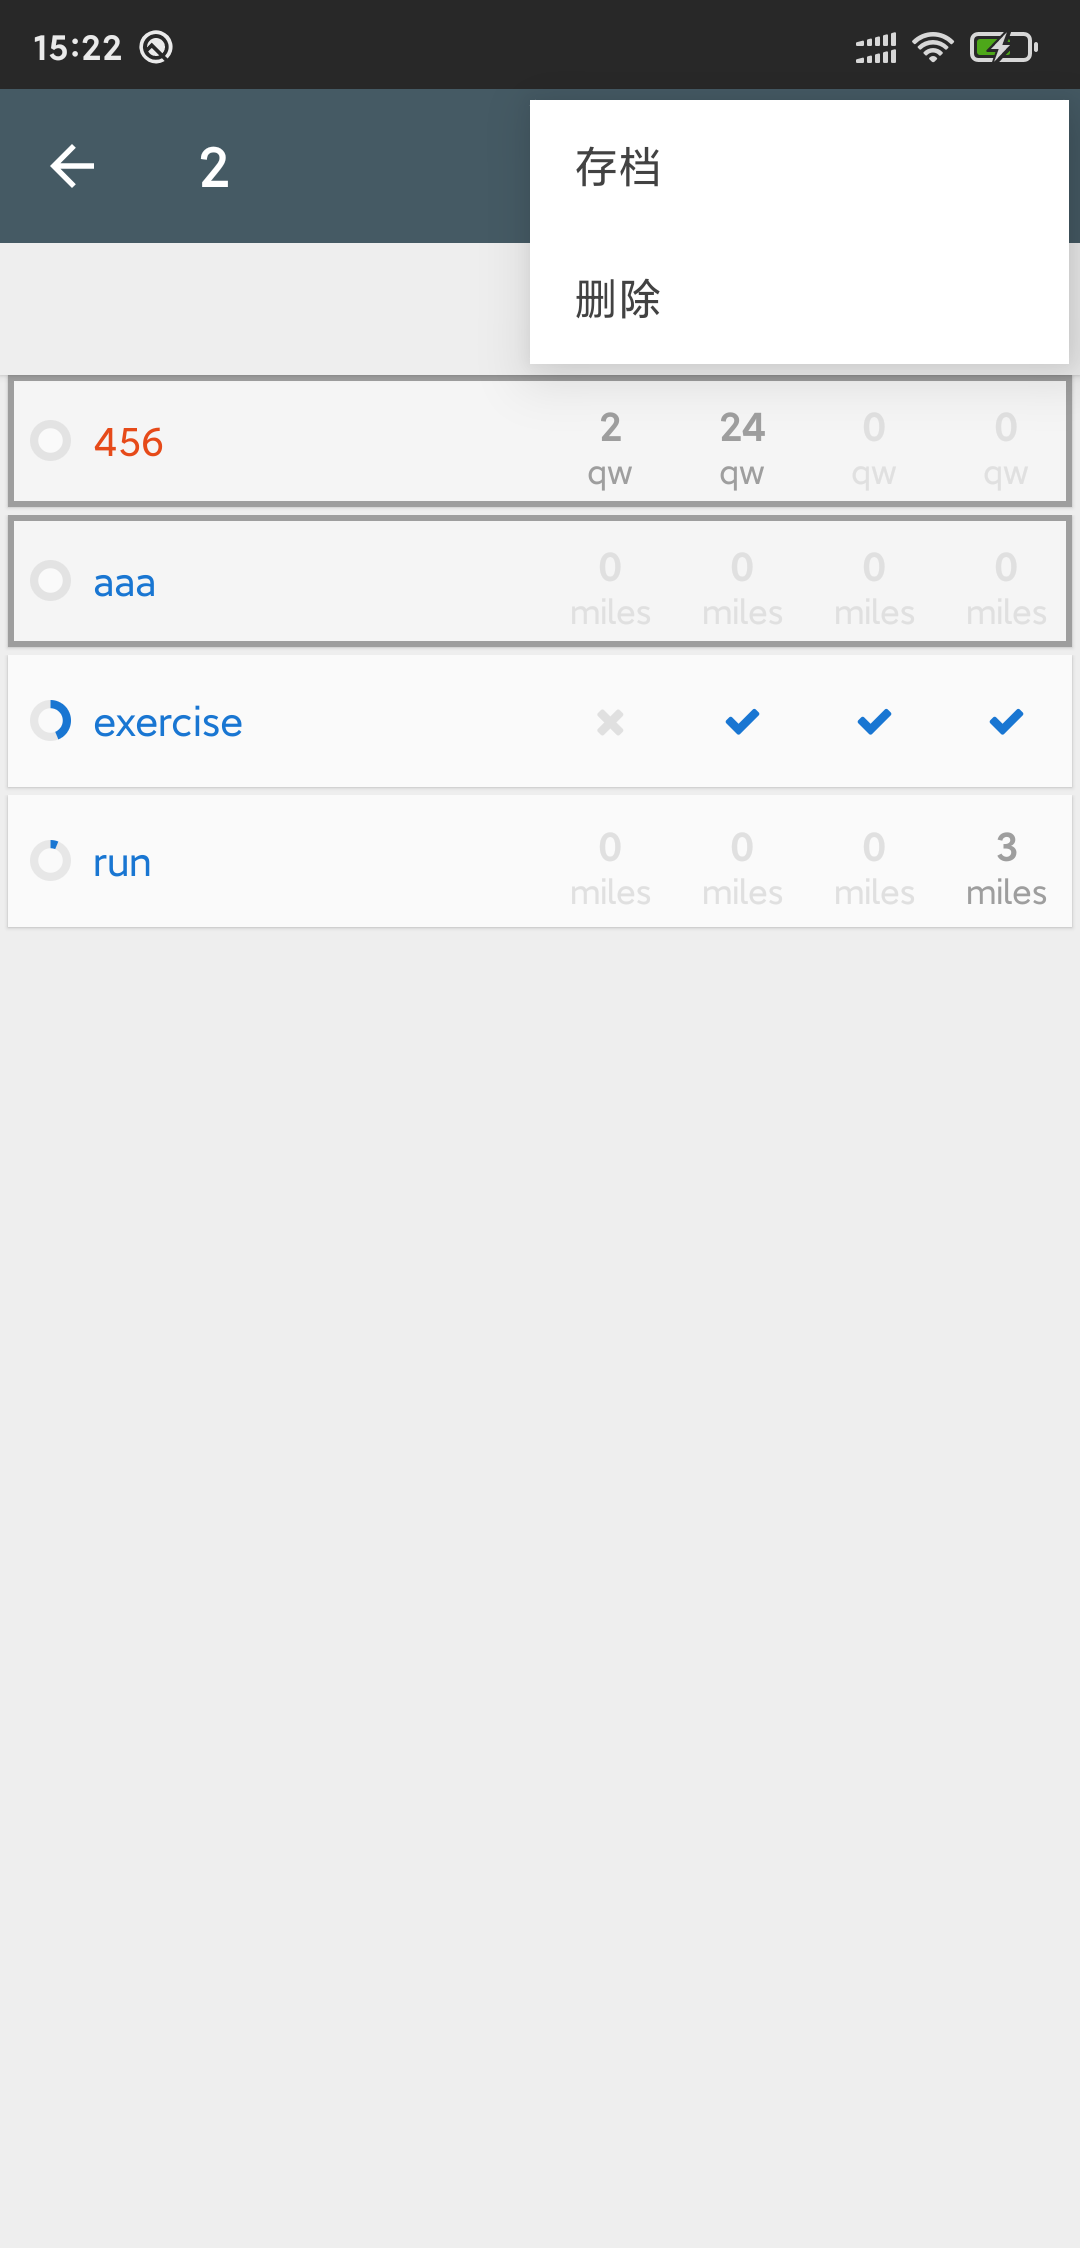 15:22
2
存档
删除
456
2 24 0 0
qw qw qw qw
aaa
0 0 0 0
miles miles miles miles
exercise
run
0 0 0 3
miles miles miles miles